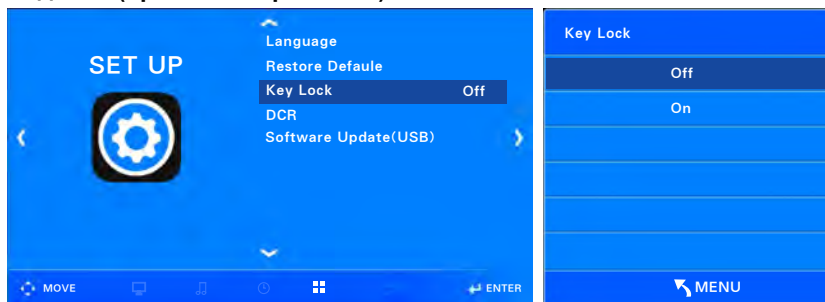 SET UP
Language
Restore Defaule
Key Lock Off
DCR
Software Update(USB)
MOVE
ENTER
Key Lock
Off
On
MENU